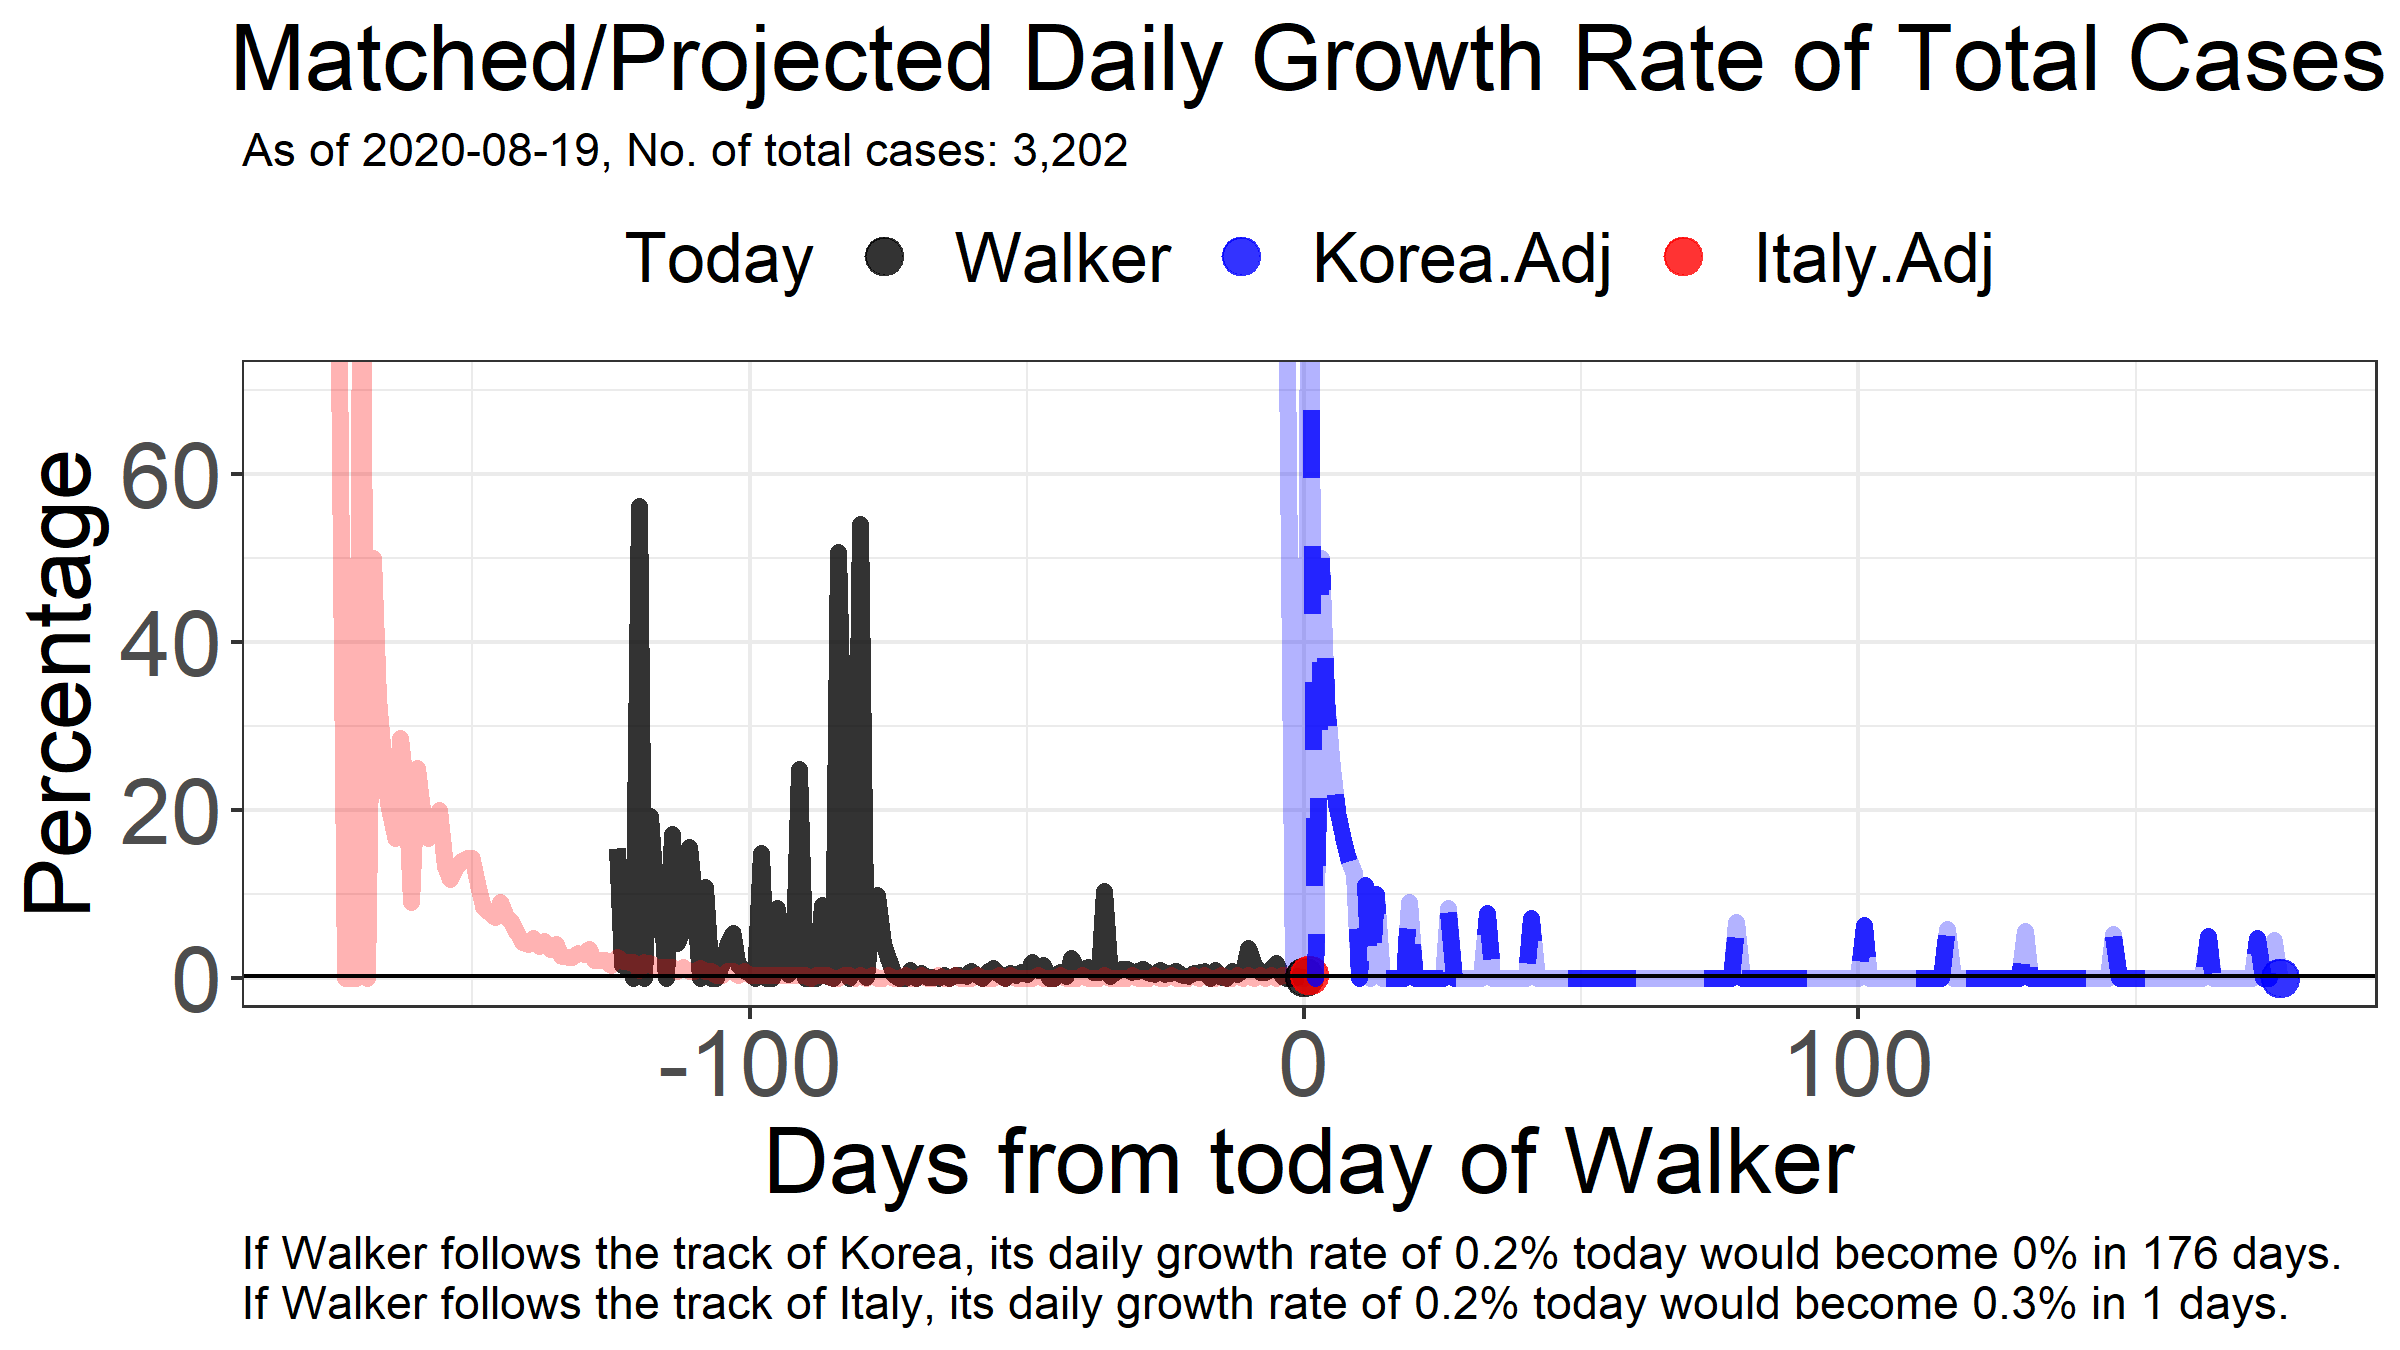 Matched/Projected Daily Growth Rate of Total Cases
As of 2020-08-19, No. of total cases: 3,202
Today Walker Korea.Adj Italy.Adj
Percentage
60
40
20
0
-100 0 100
Days from today of Walker
If Walker follows the track of Korea, its daily growth rate of 0.2% today would become 0% in 176 days.
If Walker follows the track of Italy, its daily growth rate of 0.2% today would become 0.3% in 1 days.